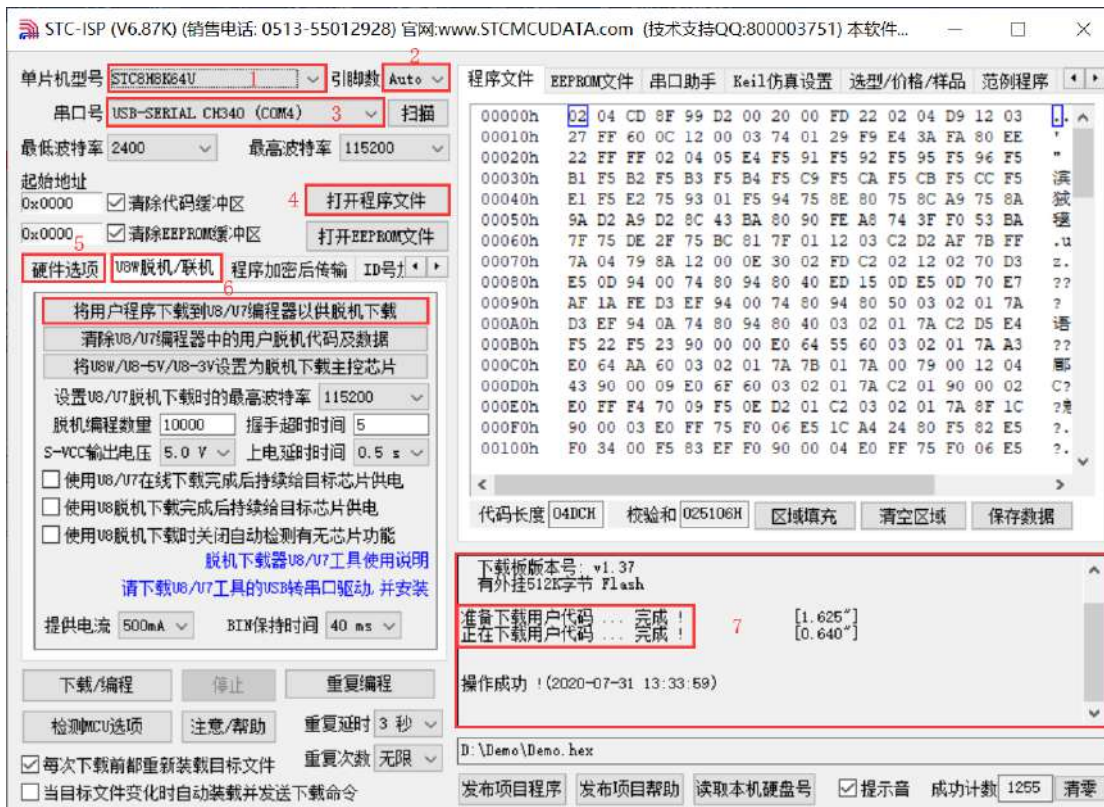 STC-ISP (V6.87K) (销售电话: 0513-55012928) 官网:www.STCMCUDATA.com (技术支持QQ:800003751) 本软件...
单片机型号 STC8H8K64U 1 引脚数 Auto 2
串口号 USB-SERIAL CH340 (COM4) 3 扫描
最低波特率 2400 最高波特率 115200
起始地址
0x0000 清除代码缓冲区 4 打开程序文件
0x0000 清除EEPROM缓冲区 打开EEPROM文件
5
硬件选项 U8W脱机/联机 程序加密后传输
6
将用户程序下载到U8/U7编程器以供脱机下载
清除U8/U7编程器中的用户脱机代码及数据
将U8W/U8-5V/U8-3V设置为脱机下载主控芯片
设置U8/U7脱机下载时的最高波特率 115200
脱机编程数量 10000 握手超时时间 5
S-VCC输出电压 5.0 V 上电延时时间 0.5 s
使用U8/U7在线下载完成后持续给目标芯片供电
使用U8脱机下载完成后持续给目标芯片供电
使用U8脱机下载时关闭自动检测有无芯片功能
脱机下载器U8/U7工具使用说明
请下载U8/U7工具的USB转串口驱动,并安装
提供电流 500mA BIN保持时间 40 ms
下载/编程 停止 重复编程
检测MCU选项 注意/帮助 重复延时 3 秒
重复次数 无限
每次下载前都重新装载目标文件
当目标文件变化时自动装载并发送下载命令
程序文件 EEPROM文件 串口助手 Keil仿真设置 选型/价格/样品 范例程序
00000h 02 04 CD 8F 99 D2 00 20 00 FD 22 02 04 D9 12 03
00010h 27 FF 60 0C 12 00 03 74 01 29 F9 E4 3A FA 80 EE
00020h 22 FF FF 02 04 05 E4 F5 91 F5 92 F5 95 F5 96 F5
00030h B1 F5 B2 F5 B3 F5 B4 F5 C9 F5 CA F5 CB F5 CC F5
00040h E1 F5 E2 75 93 01 F5 94 75 8E 80 75 8C A9 75 8A
00050h 9A D2 A9 D2 8C 43 BA 80 90 FE A8 74 3F F0 53 BA
00060h 7F 75 DE 2F 75 BC 81 7F 01 12 03 C2 D2 AF 7B FF
00070h 7A 04 79 8A 12 00 0E 30 02 FD C2 02 12 02 70 D3
00080h E5 0D 94 00 74 80 94 80 40 ED 15 0D E5 0D 70 E7
00090h AF 1A FE D3 EF 94 00 74 80 94 80 50 03 02 01 7A
000A0h D3 EF 94 0A 74 80 94 80 40 03 02 01 7A C2 D5 E4
000B0h F5 22 F5 23 90 00 00 E0 64 55 60 03 02 01 7A A3
000C0h E0 64 AA 60 03 02 01 7A 7B 01 7A 00 79 00 12 04
000D0h 43 90 00 09 E0 6F 60 03 02 01 7A C2 01 90 00 02
000E0h E0 FF F4 70 09 F5 0E D2 01 C2 03 02 01 7A 8F 1C
000F0h 90 00 03 E0 FF 75 F0 06 E5 1C A4 24 80 F5 82 E5
00100h F0 34 00 F5 83 EF F0 90 00 04 E0 FF 75 F0 06 E5
代码长度 04DCH 校验和 025106H 区域填充 清空区域 保存数据
下载板版本号: v1.37
有外挂512K字节 Flash
准备下载用户代码 ... 完成 ! 7 [1.625"]
正在下载用户代码 ... 完成 ! [0.640"]
操作成功 !(2020-07-31 13:33:59)
D:\Demo\Demo.hex
发布项目程序 发布项目帮助 读取本机硬盘号 提示音 成功计数 1255 清零